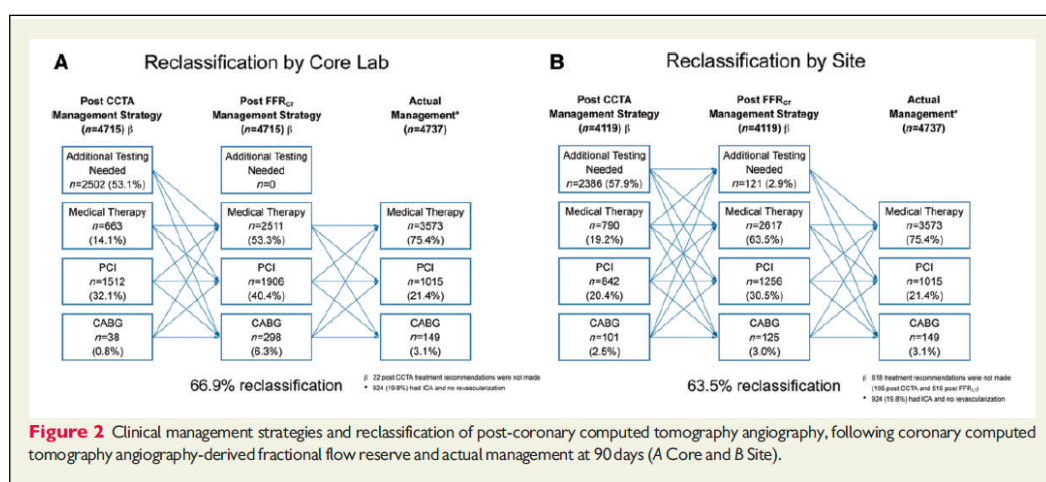 A
Reclassification by Core Lab
Post CCTA
Management Strategy
(n=4715) β
Post FFRCT
Management Strategy
(n=4715) β
Actual
Management*
(n=4737)
Additional Testing
Needed
n=2502 (53.1%)
Additional Testing
Needed
n=0
Medical Therapy
n=663
(14.1%)
Medical Therapy
n=2511
(53.3%)
Medical Therapy
n=3573
(75.4%)
PCI
n=1512
(32.1%)
PCI
n=1906
(40.4%)
PCI
n=1015
(21.4%)
CABG
n=38
(0.8%)
CABG
n=298
(6.3%)
CABG
n=149
(3.1%)
66.9% reclassification
β 22 post CCTA treatment recommendations were not made
* 924 (19.8%) had ICA and no revascularization
B
Reclassification by Site
Post CCTA
Management Strategy
(n=4119) β
Post FFRCT
Management Strategy
(n=4119) β
Actual
Management*
(n=4737)
Additional Testing
Needed
n=2386 (57.9%)
Additional Testing
Needed
n=121 (2.9%)
Medical Therapy
n=790
(19.2%)
Medical Therapy
n=2617
(63.5%)
Medical Therapy
n=3573
(75.4%)
PCI
n=842
(20.4%)
PCI
n=1256
(30.5%)
PCI
n=1015
(21.4%)
CABG
n=101
(2.5%)
CABG
n=125
(3.0%)
CABG
n=149
(3.1%)
63.5% reclassification
β 618 treatment recommendations were not made
(105 post CCTA and 519 post FFRCT)
* 924 (19.8%) had ICA and no revascularization
Figure 2 Clinical management strategies and reclassification of post-coronary computed tomography angiography, following coronary computed
tomography angiography-derived fractional flow reserve and actual management at 90 days (A Core and B Site).